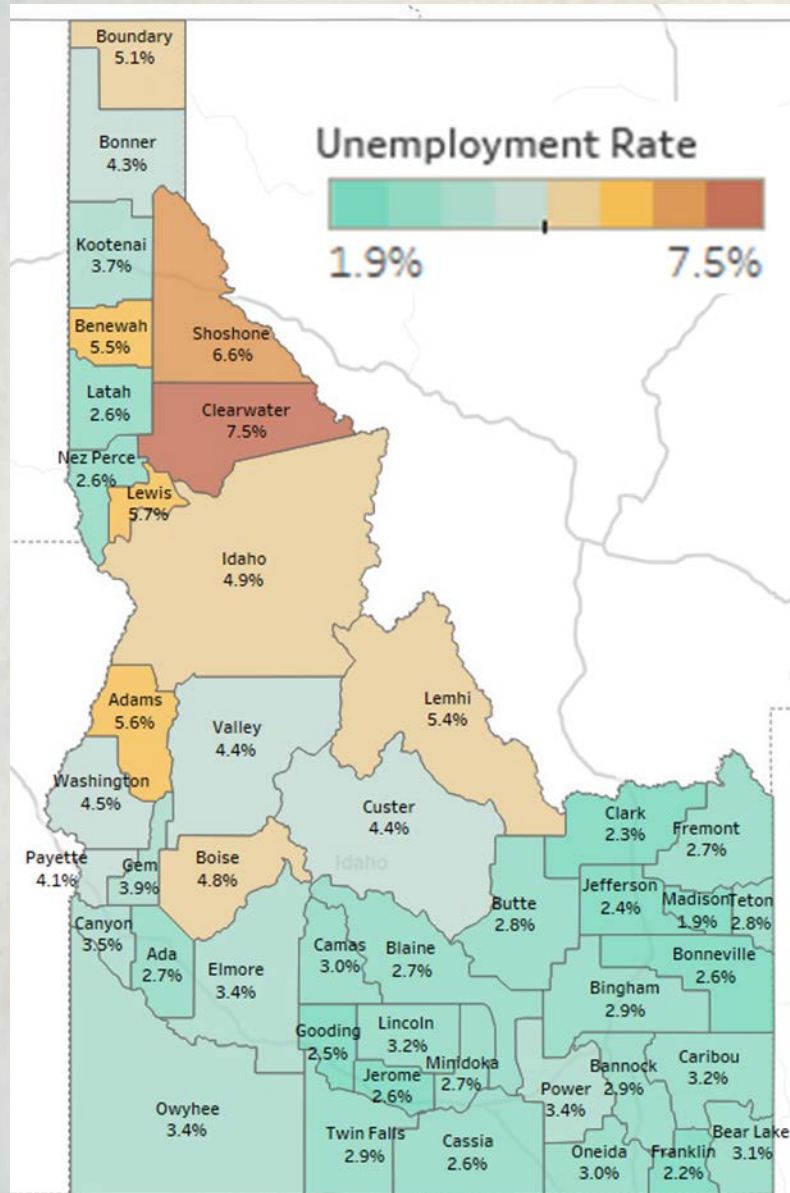 Boundary
5.1%
Unemployment Rate
1.9%
7.5%
Bonner
4.3%
Kootenai
3.7%
Benewah
5.5%
Shoshone
6.6%
Latah
2.6%
Clearwater
7.5%
Nez Perce
2.6%
Lewis
5.7%
Idaho
4.9%
Adams
5.6%
Valley
4.4%
Lemhi
5.4%
Washington
4.5%
Custer
4.4%
Idaho
Clark
2.3%
Fremont
2.7%
Payette
4.1%
Gem
3.9%
Boise
4.8%
Butte
2.8%
Jefferson
2.4%
Madison
1.9%
Teton
2.8%
Canyon
3.5%
Ada
2.7%
Elmore
3.4%
Camas
3.0%
Blaine
2.7%
Bonneville
2.6%
Bingham
2.9%
Gooding
2.5%
Lincoln
3.2%
Jerome
2.6%
Minidoka
2.7%
Power
3.4%
Bannock
2.9%
Caribou
3.2%
Owyhee
3.4%
Twin Falls
2.9%
Cassia
2.6%
Oneida
3.0%
Franklin
2.2%
Bear Lake
3.1%